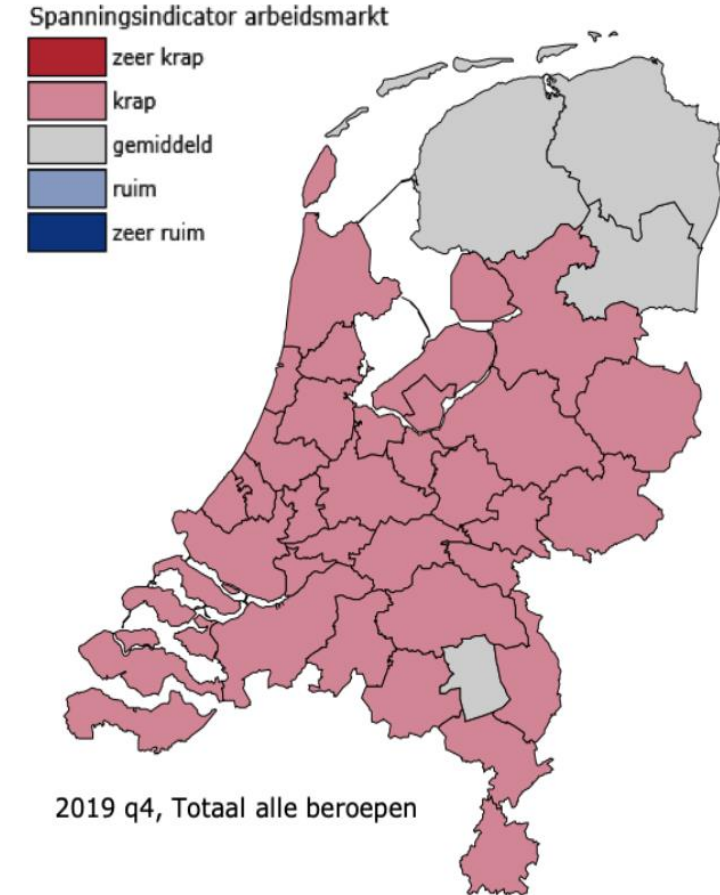 Spanningsindicator arbeidsmarkt
zeer krap
krap
gemiddeld
ruim
zeer ruim
2019 q4, Totaal alle beroepen